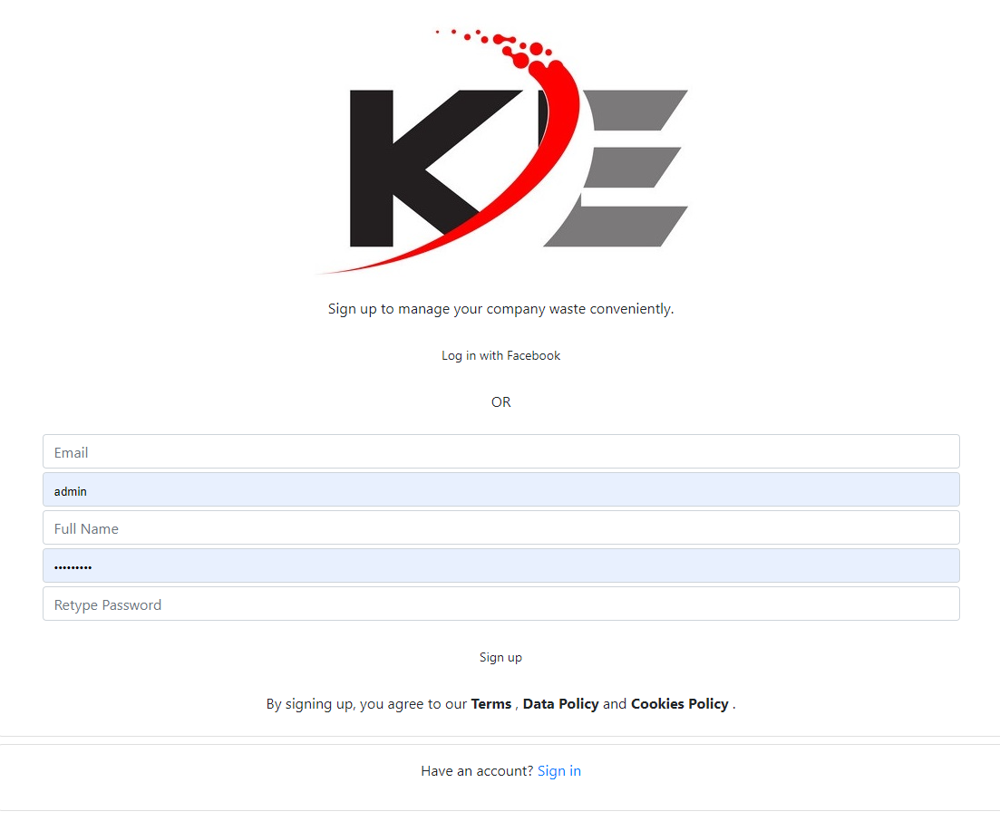 KE
Sign up to manage your company waste conveniently.
Log in with Facebook
OR
Email
admin
Full Name
•••••••••
Retype Password
Sign up
By signing up, you agree to our Terms , Data Policy and Cookies Policy .
Have an account? Sign in